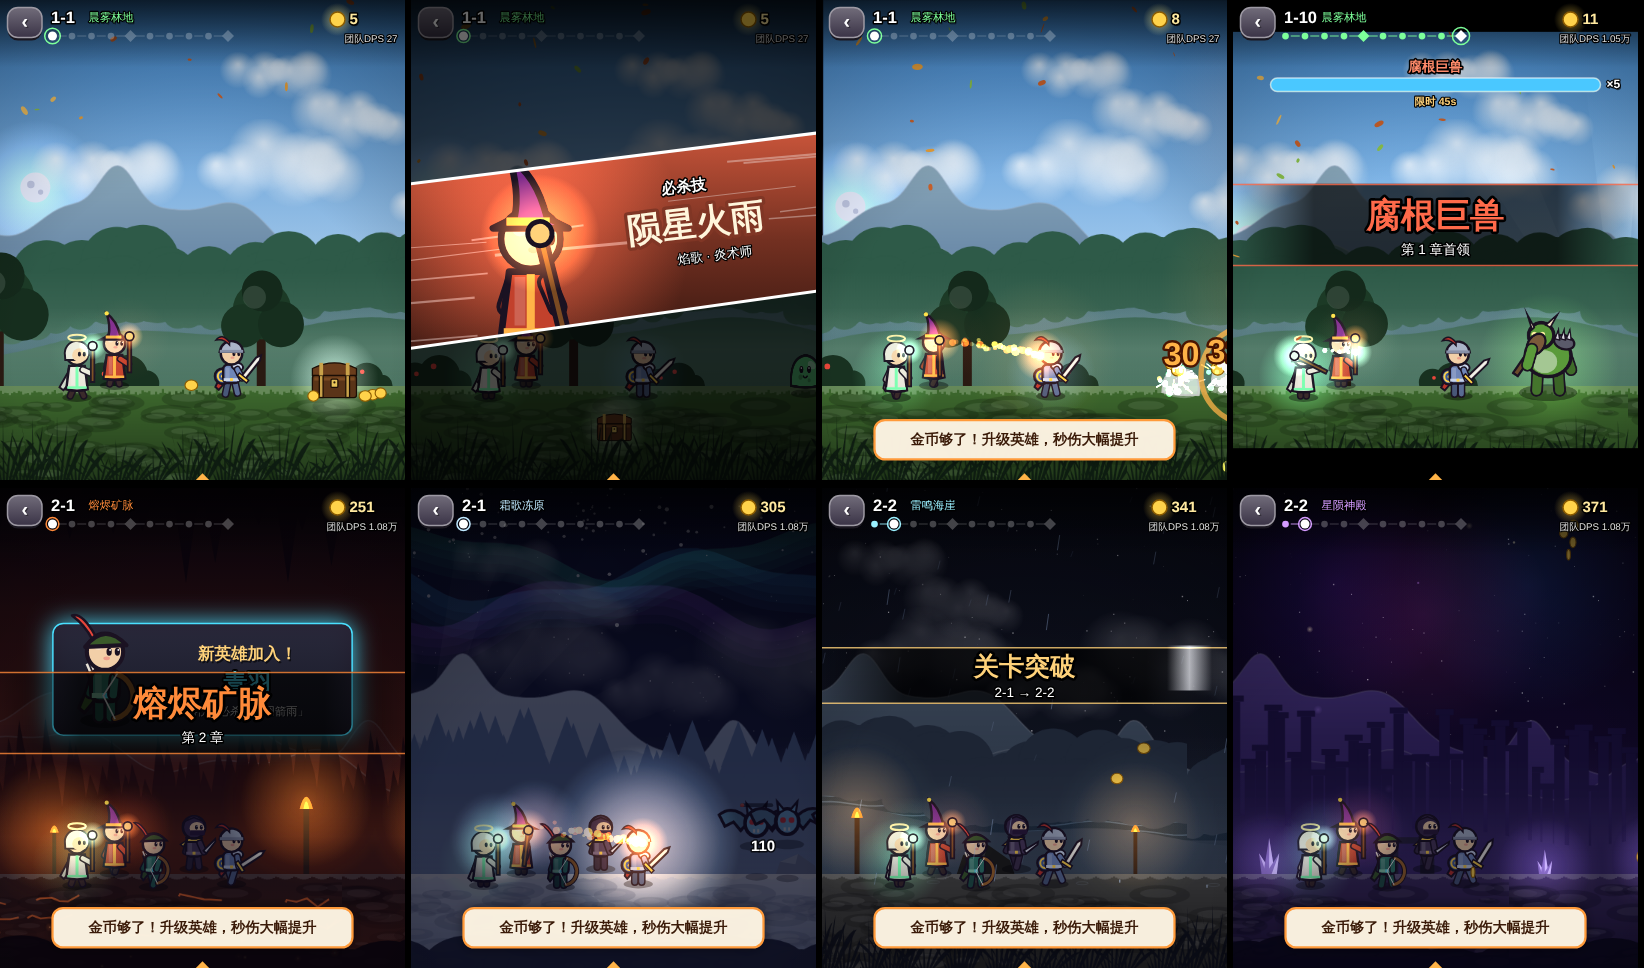 1-1 晨雾林地
5
团队DPS 27
1-1 晨雾林地
5
团队DPS 27
必杀技
陨星火雨
焰歌 · 炎术师
1-1 晨雾林地
8
团队DPS 27
30
3
金币够了！升级英雄，秒伤大幅提升
1-10 晨雾林地
11
团队DPS 1.05万
腐根巨兽
×5
限时 45s
腐根巨兽
第 1 章首领
2-1 熔烬矿脉
251
团队DPS 1.08万
新英雄加入！
青羽
熔烬矿脉
箭雨」
第 2 章
金币够了！升级英雄，秒伤大幅提升
2-1 霜歌冻原
305
团队DPS 1.08万
110
金币够了！升级英雄，秒伤大幅提升
2-2 雷鸣海崖
341
团队DPS 1.08万
关卡突破
2-1 → 2-2
金币够了！升级英雄，秒伤大幅提升
2-2 星陨神殿
371
团队DPS 1.08万
金币够了！升级英雄，秒伤大幅提升